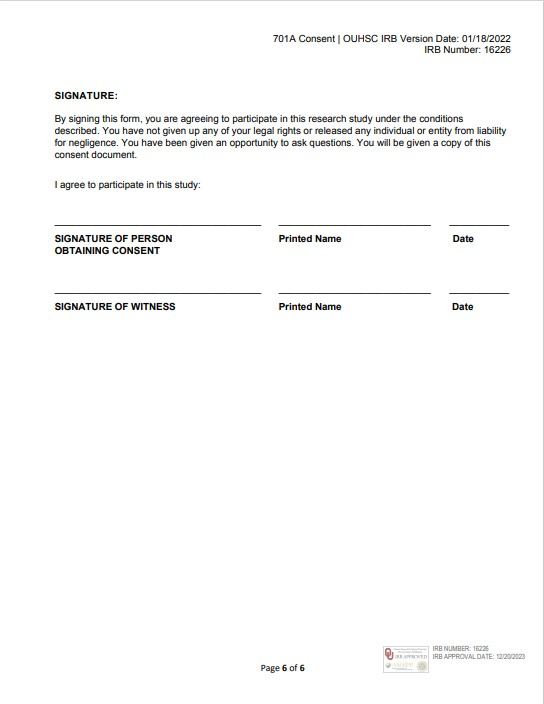 701A Consent | OUHSC IRB Version Date: 01/18/2022
IRB Number: 16226
SIGNATURE:
By signing this form, you are agreeing to participate in this research study under the conditions
described. You have not given up any of your legal rights or released any individual or entity from liability
for negligence. You have been given an opportunity to ask questions. You will be given a copy of this
consent document.
I agree to participate in this study:
SIGNATURE OF PERSON
OBTAINING CONSENT
Printed Name
Date
SIGNATURE OF WITNESS
Printed Name
Date
IRB APPROVED
IRB NUMBER: 16226
IRB APPROVAL DATE: 12/20/2023
Page 6 of 6